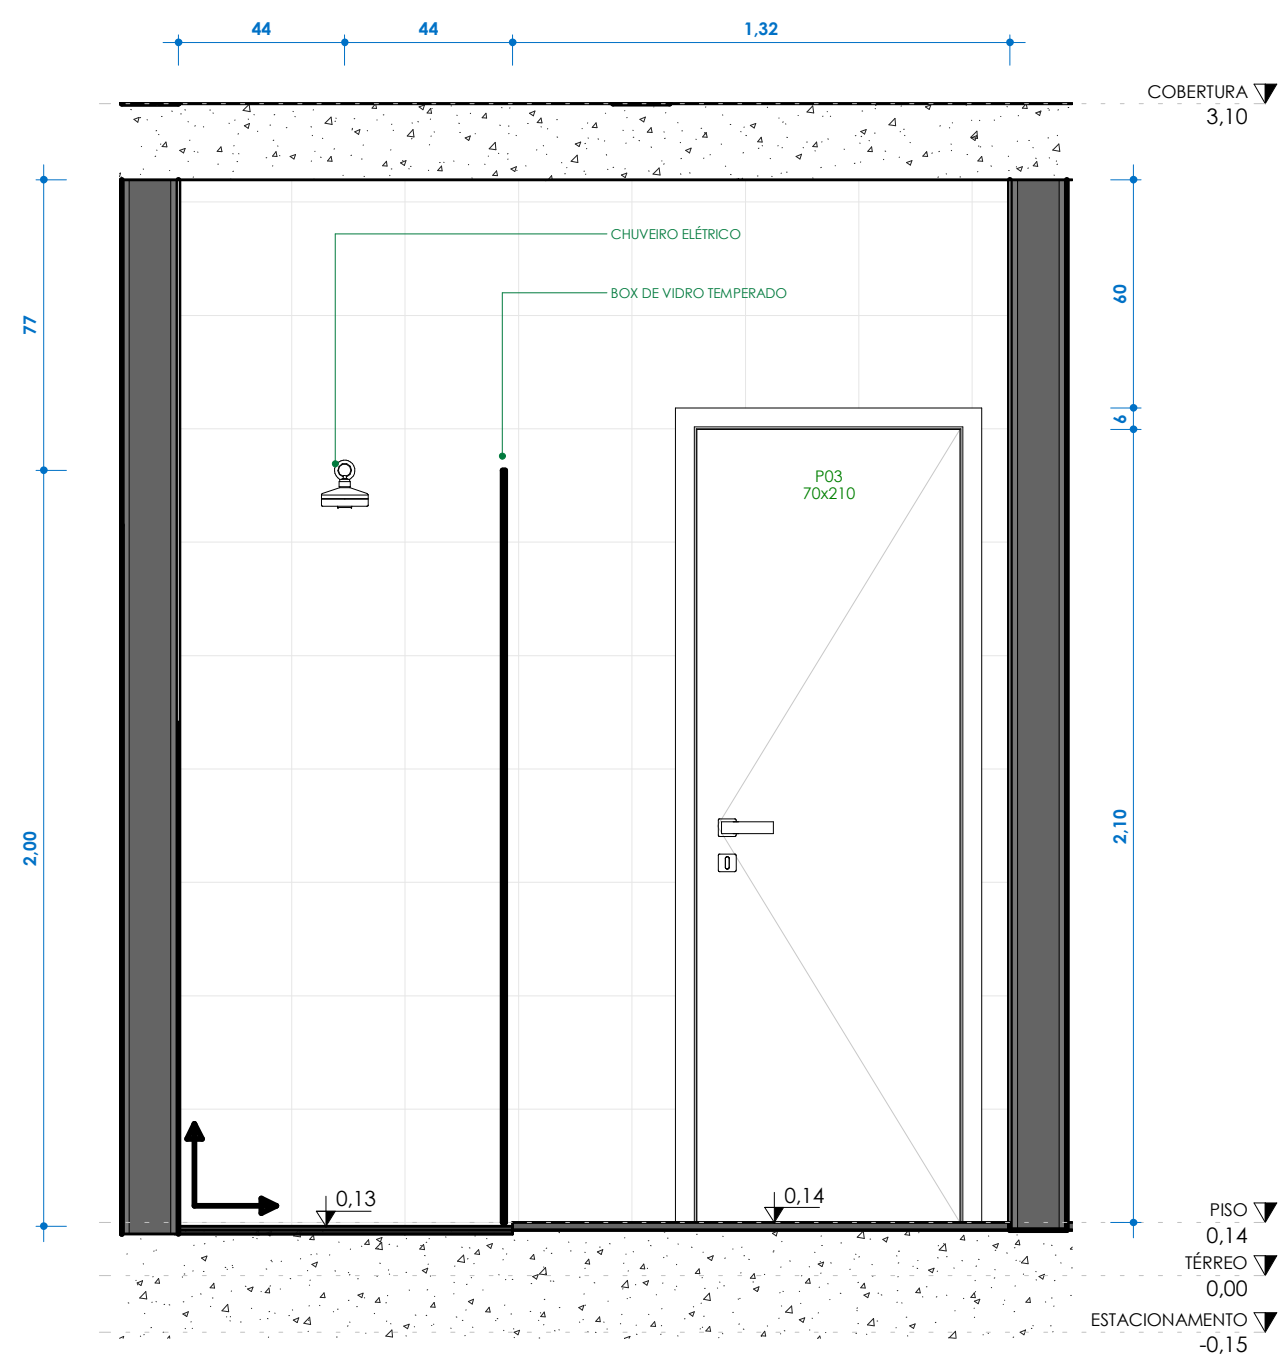 44
44
1,32
COBERTURA
3,10
CHUVEIRO ELÉTRICO
BOX DE VIDRO TEMPERADO
77
60
6
P03
70x210
2,00
2,10
0,13
0,14
PISO
0,14
TÉRREO
0,00
ESTACIONAMENTO
-0,15